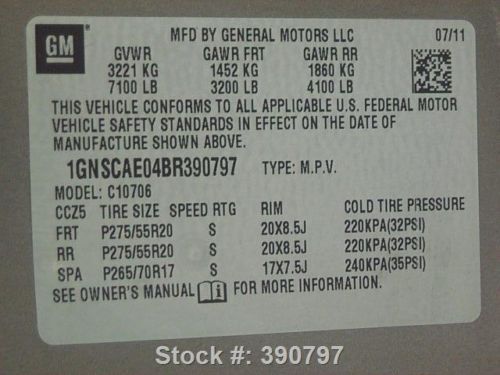 GM
MFD BY GENERAL MOTORS LLC 07/11
GVWR GAWR FRT GAWR RR
3221 KG 1452 KG 1860 KG
7100 LB 3200 LB 4100 LB
THIS VEHICLE CONFORMS TO ALL APPLICABLE U.S. FEDERAL MOTOR
VEHICLE SAFETY STANDARDS IN EFFECT ON THE DATE OF
MANUFACTURE SHOWN ABOVE.
1GNSCAE04BR390797 TYPE: M.P.V.
MODEL: C10706
CCZ5 TIRE SIZE SPEED RTG RIM COLD TIRE PRESSURE
FRT P275/55R20 S 20X8.5J 220KPA(32PSI)
RR P275/55R20 S 20X8.5J 220KPA(32PSI)
SPA P265/70R17 S 17X7.5J 240KPA(35PSI)
SEE OWNER'S MANUAL i FOR MORE INFORMATION.
Stock #: 390797